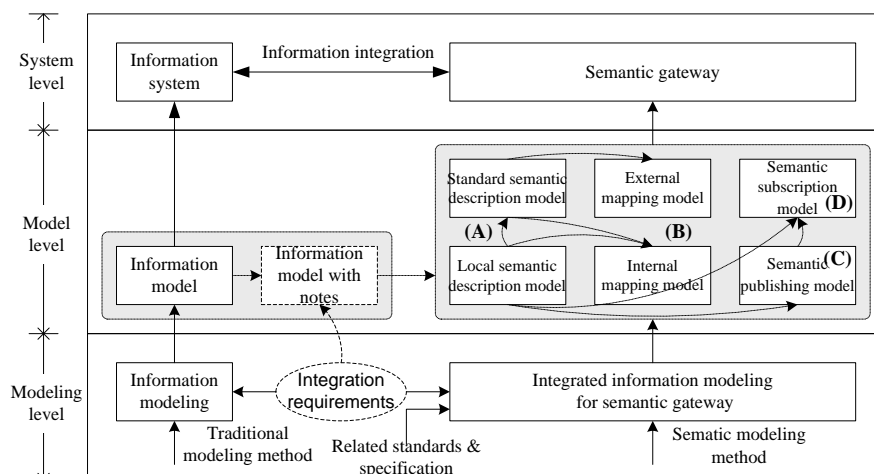 System
level
Information
system
Information integration
Semantic gateway
Model
level
Information
model
Information
model with
notes
Standard semantic
description model
External
mapping model
Semantic
subscription
model
(D)
(A)
(B)
(C)
Local semantic
description model
Internal
mapping model
Semantic
publishing model
Modeling
level
Information
modeling
Integration
requirements
Integrated information modeling
for semantic gateway
Traditional
modeling method
Related standards &
specification
Sematic modeling
method